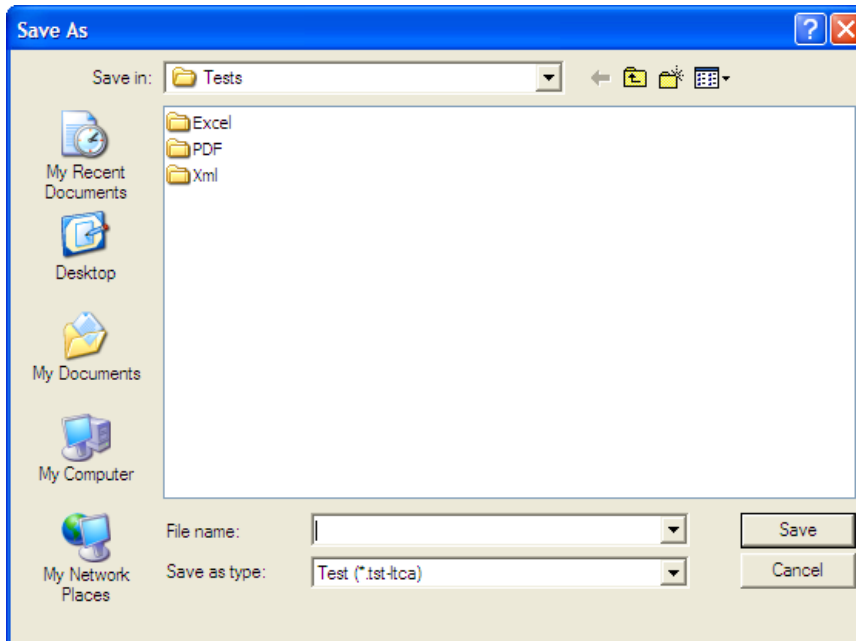 Save As
Save in:
Tests
Excel
PDF
Xml
My Recent
Documents
Desktop
My Documents
My Computer
My Network
Places
File name:
Save
Save as type:
Test (*.tst-ltca)
Cancel